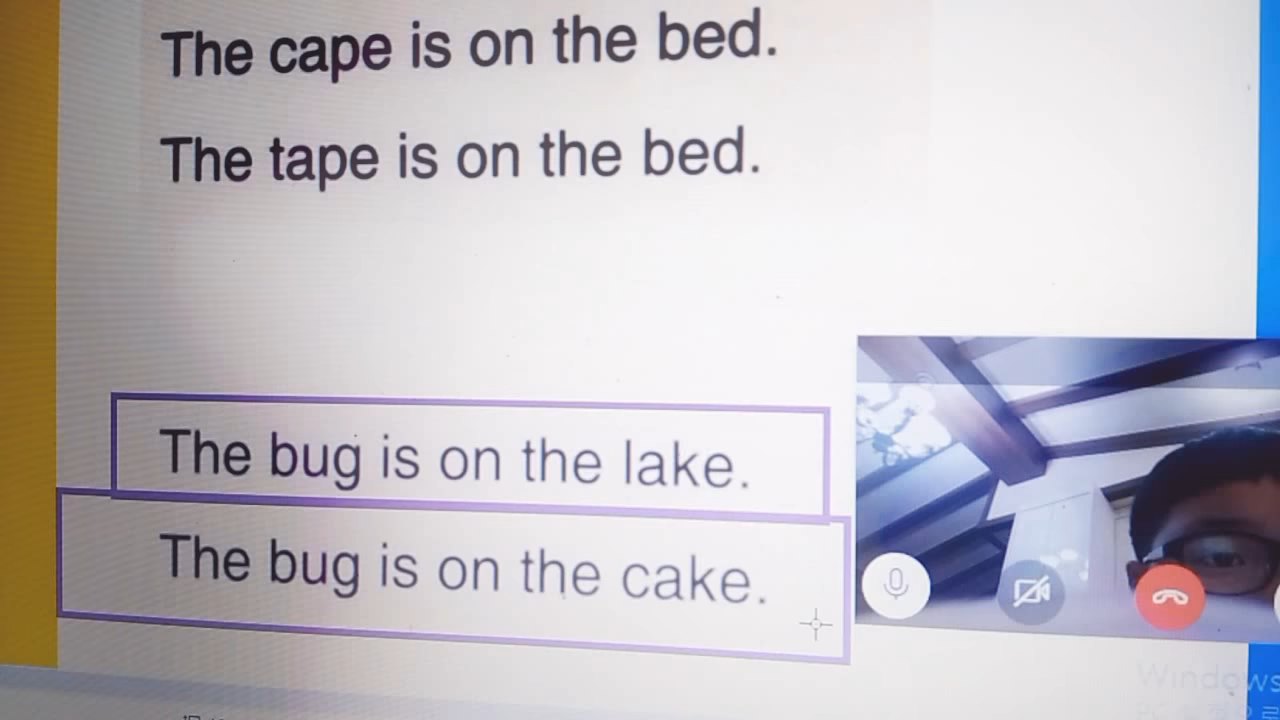 The cape is on the bed.
The tape is on the bed.
The bug is on the lake.
The bug is on the cake.
Windows